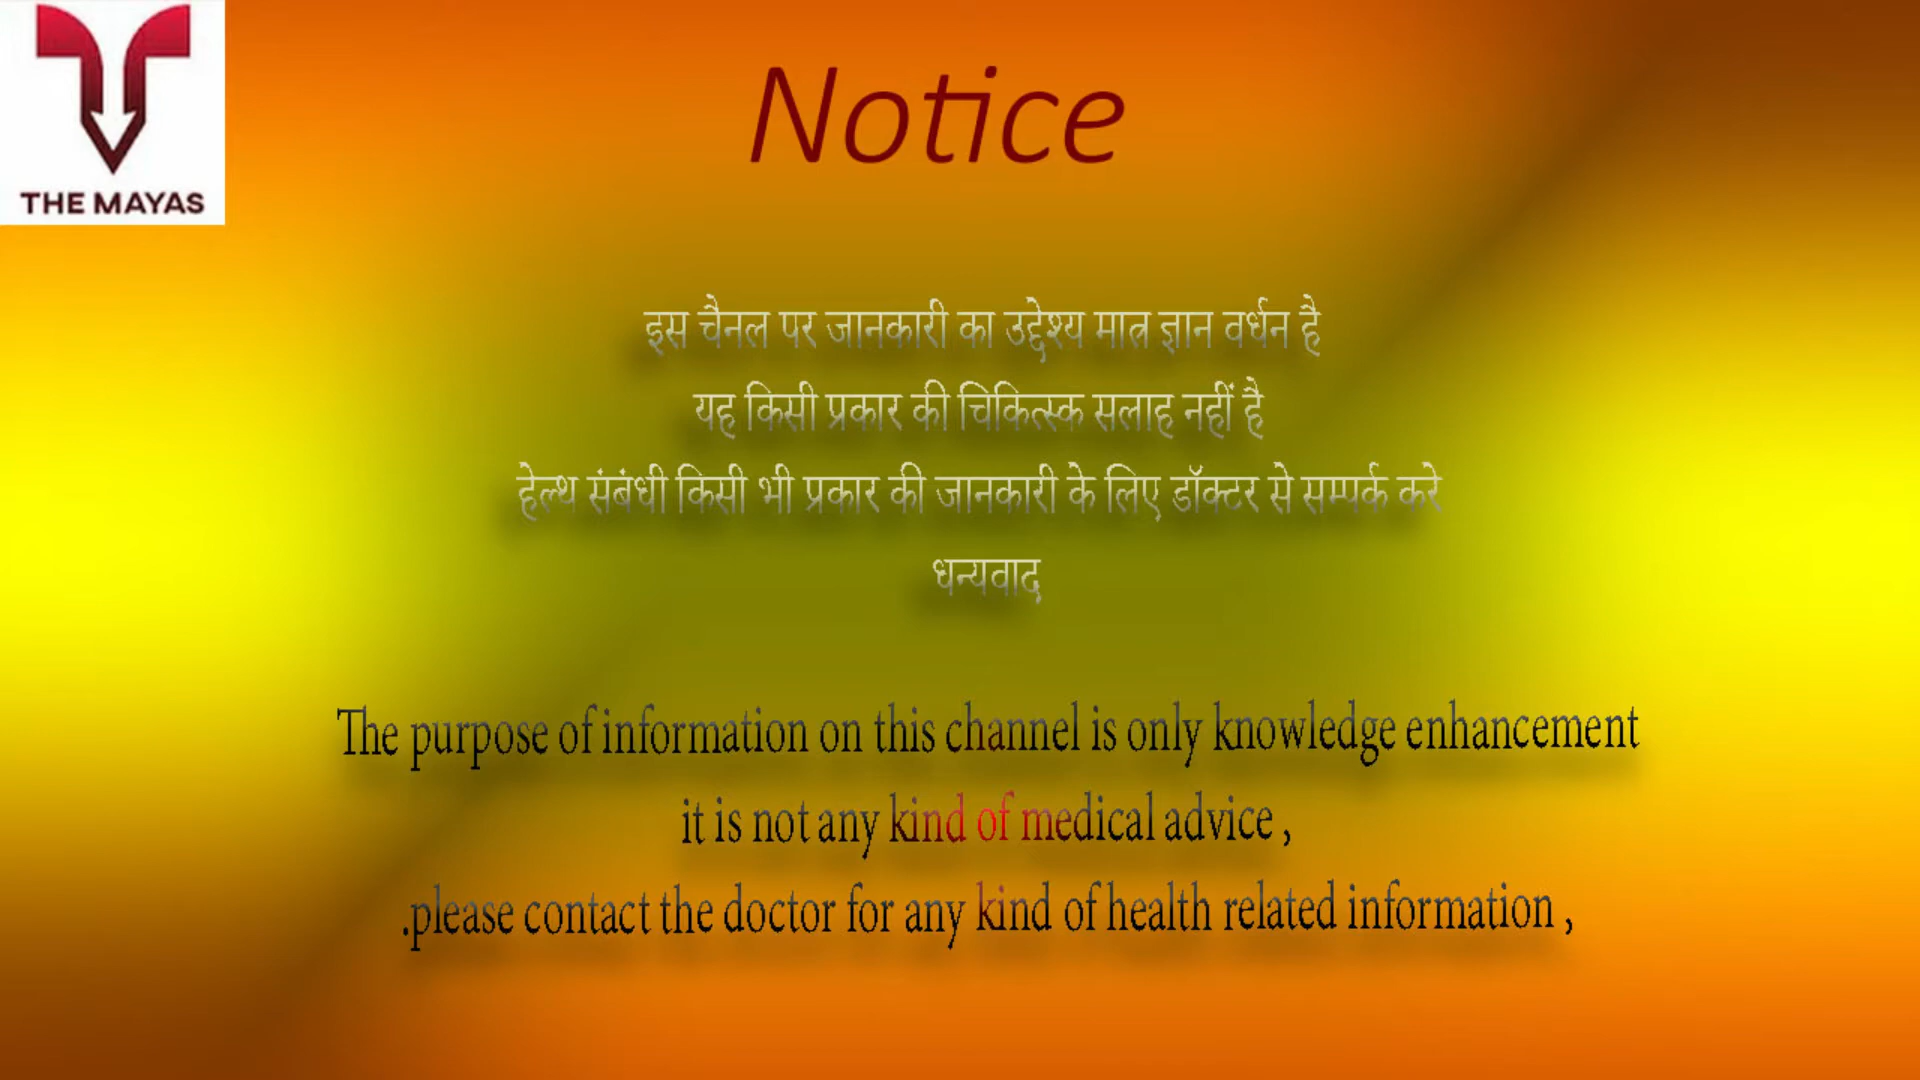 THE MAYAS
Notice
इस चैनल पर जानकारी का उद्देश्य मात्र ज्ञान वर्धन है
यह किसी प्रकार की चिकित्स्क सलाह नहीं है
हेल्थ संबंधी किसी भी प्रकार की जानकारी के लिए डॉक्टर से सम्पर्क करे
धन्यवाद
The purpose of information on this channel is only knowledge enhancement
it is not any kind of medical advice ,
.please contact the doctor for any kind of health related information ,